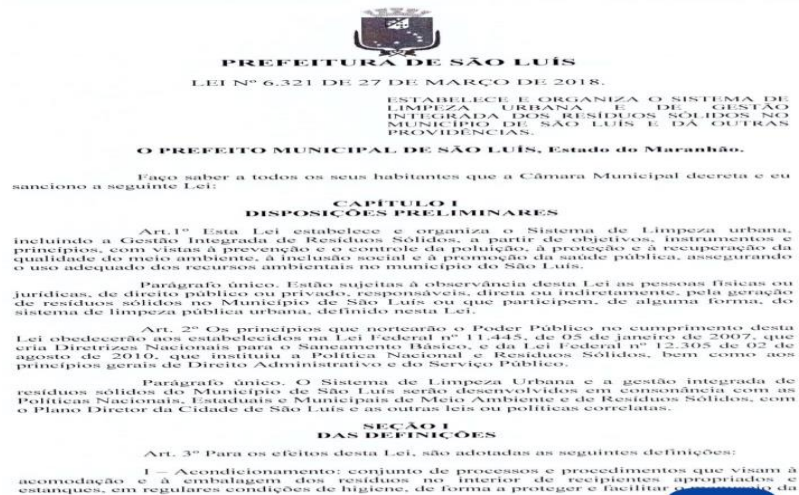 PREFEITURA DE SÃO LUÍS
LEI Nº 6.321 DE 27 DE MARÇO DE 2018.
ESTABELECE E ORGANIZA O SISTEMA DE
LIMPEZA URBANA E DE GESTÃO
INTEGRADA DOS RESÍDUOS SÓLIDOS NO
MUNICÍPIO DE SÃO LUÍS E DÁ OUTRAS
PROVIDÊNCIAS.
O PREFEITO MUNICIPAL DE SÃO LUÍS, Estado do Maranhão.
Faço saber a todos os seus habitantes que a Câmara Municipal decreta e eu
sanciono a seguinte Lei:
CAPÍTULO I
DISPOSIÇÕES PRELIMINARES
Art.1º Esta Lei estabelece e organiza o Sistema de Limpeza urbana,
incluindo a Gestão Integrada de Resíduos Sólidos, a partir de objetivos, instrumentos e
princípios, com vistas à prevenção e o controle da poluição, à proteção e à recuperação da
qualidade do meio ambiente, à inclusão social e à promoção da saúde pública, assegurando
o uso adequado dos recursos ambientais no município do São Luís.
Parágrafo único. Estão sujeitas à observância desta Lei as pessoas físicas ou
jurídicas, de direito público ou privado, responsáveis, direta ou indiretamente, pela geração
de resíduos sólidos no Município de São Luís ou que participem, de alguma forma, do
sistema de limpeza pública urbana, definido nesta Lei.
Art. 2º Os princípios que nortearão o Poder Público no cumprimento desta
Lei obedecerão aos estabelecidos na Lei Federal nº 11.445, de 05 de janeiro de 2007, que
cria Diretrizes Nacionais para o Saneamento Básico, e da Lei Federal nº 12.305 de 02 de
agosto de 2010, que instituiu a Política Nacional e Resíduos Sólidos, bem como aos
princípios gerais de Direito Administrativo e do Serviço Público.
Parágrafo único. O Sistema de Limpeza Urbana e a gestão integrada de
resíduos sólidos do Município de São Luís serão desenvolvidos em consonância com as
Políticas Nacionais, Estaduais e Municipais de Meio Ambiente e de Resíduos Sólidos, com
o Plano Diretor da Cidade de São Luís e as outras leis ou políticas correlatas.
SEÇÃO I
DAS DEFINIÇÕES
Art. 3º Para os efeitos desta Lei, são adotadas as seguintes definições:
I – Acondicionamento: conjunto de processos e procedimentos que visam à
acomodação e à embalagem dos resíduos no interior de recipientes apropriados e
estanques, em regulares condições de higiene, de forma a proteger e facilitar o